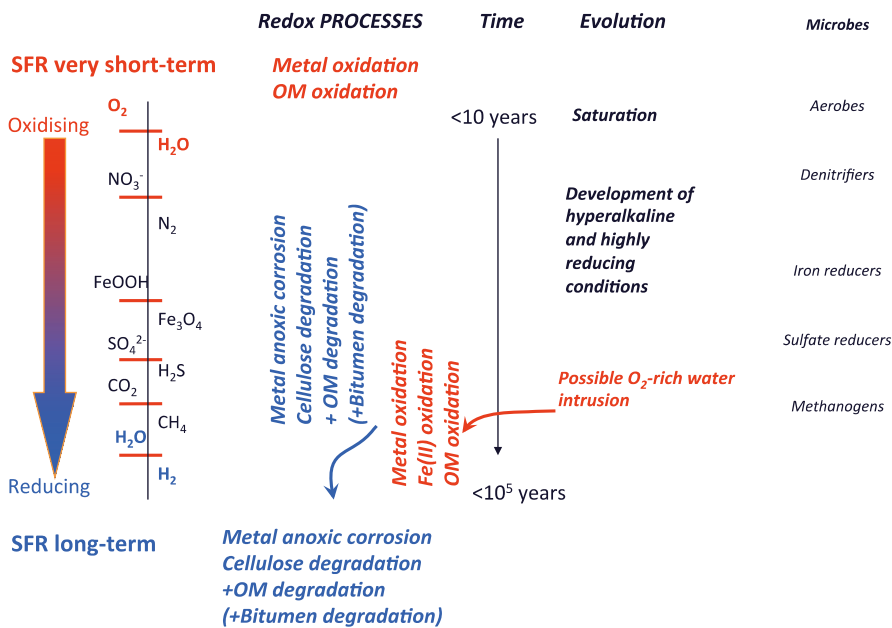 Redox PROCESSES
Time
Evolution
Microbes
SFR very short-term
Metal oxidation
OM oxidation
O₂
Oxidising
H₂O
NO₃⁻
N₂
FeOOH
Fe₃O₄
SO₄²⁻
H₂S
CO₂
CH₄
H₂O
H₂
Reducing
SFR long-term
Metal anoxic corrosion
Cellulose degradation
+ OM degradation
(+Bitumen degradation)
Metal oxidation
Fe(II) oxidation
OM oxidation
<10 years
<10⁵ years
Saturation
Development of
hyperalkaline
and highly
reducing
conditions
Possible O₂-rich water
intrusion
Aerobes
Denitrifiers
Iron reducers
Sulfate reducers
Methanogens
Metal anoxic corrosion
Cellulose degradation
+OM degradation
(+Bitumen degradation)